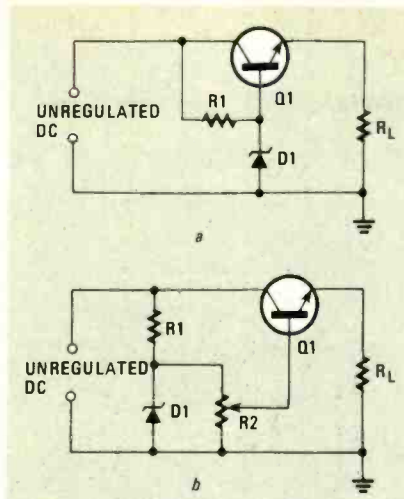 Q1
R1
UNREGULATED
DC
D1
RL
a
Q1
R1
UNREGULATED
DC
D1
R2
RL
b